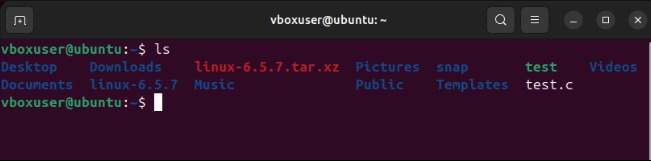 vboxuser@ubuntu: ~
vboxuser@ubuntu:~$ ls
Desktop Downloads linux-6.5.7.tar.xz Pictures snap test Videos
Documents linux-6.5.7 Music Public Templates test.c
vboxuser@ubuntu:~$